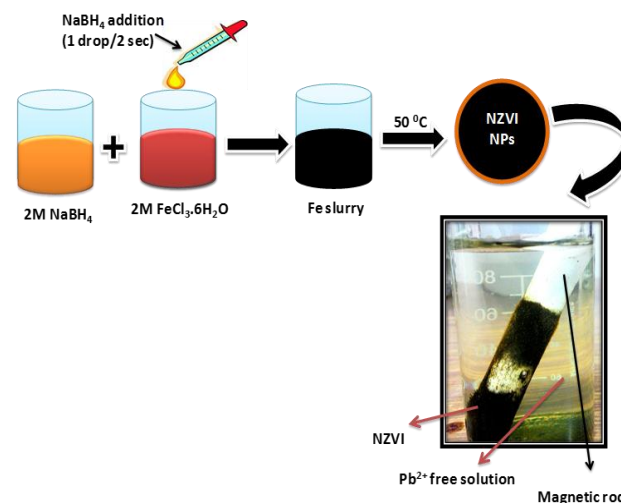 NaBH₄ addition
(1 drop/2 sec)
50 ⁰C
NZVI
NPs
2M NaBH₄
2M FeCl₃.6H₂O
Fe slurry
80
60
NZVI
Pb²⁺ free solution
Magnetic rod